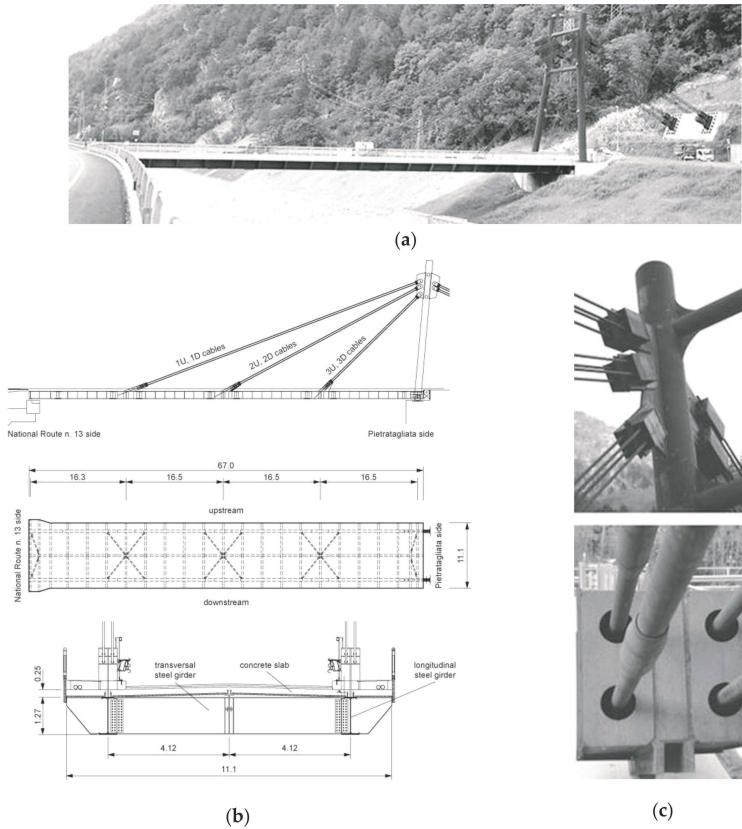 (a)
1U, 1D cables
2U, 2D cables
3U, 3D cables
National Route n. 13 side
Pietratagliata side
67.0
16.3
16.5
16.5
16.5
upstream
National Route n. 13 side
Pietratagliata side
11.1
downstream
transversal
steel girder
concrete slab
longitudinal
steel girder
0.25
1.27
4.12
4.12
11.1
(b)
(c)